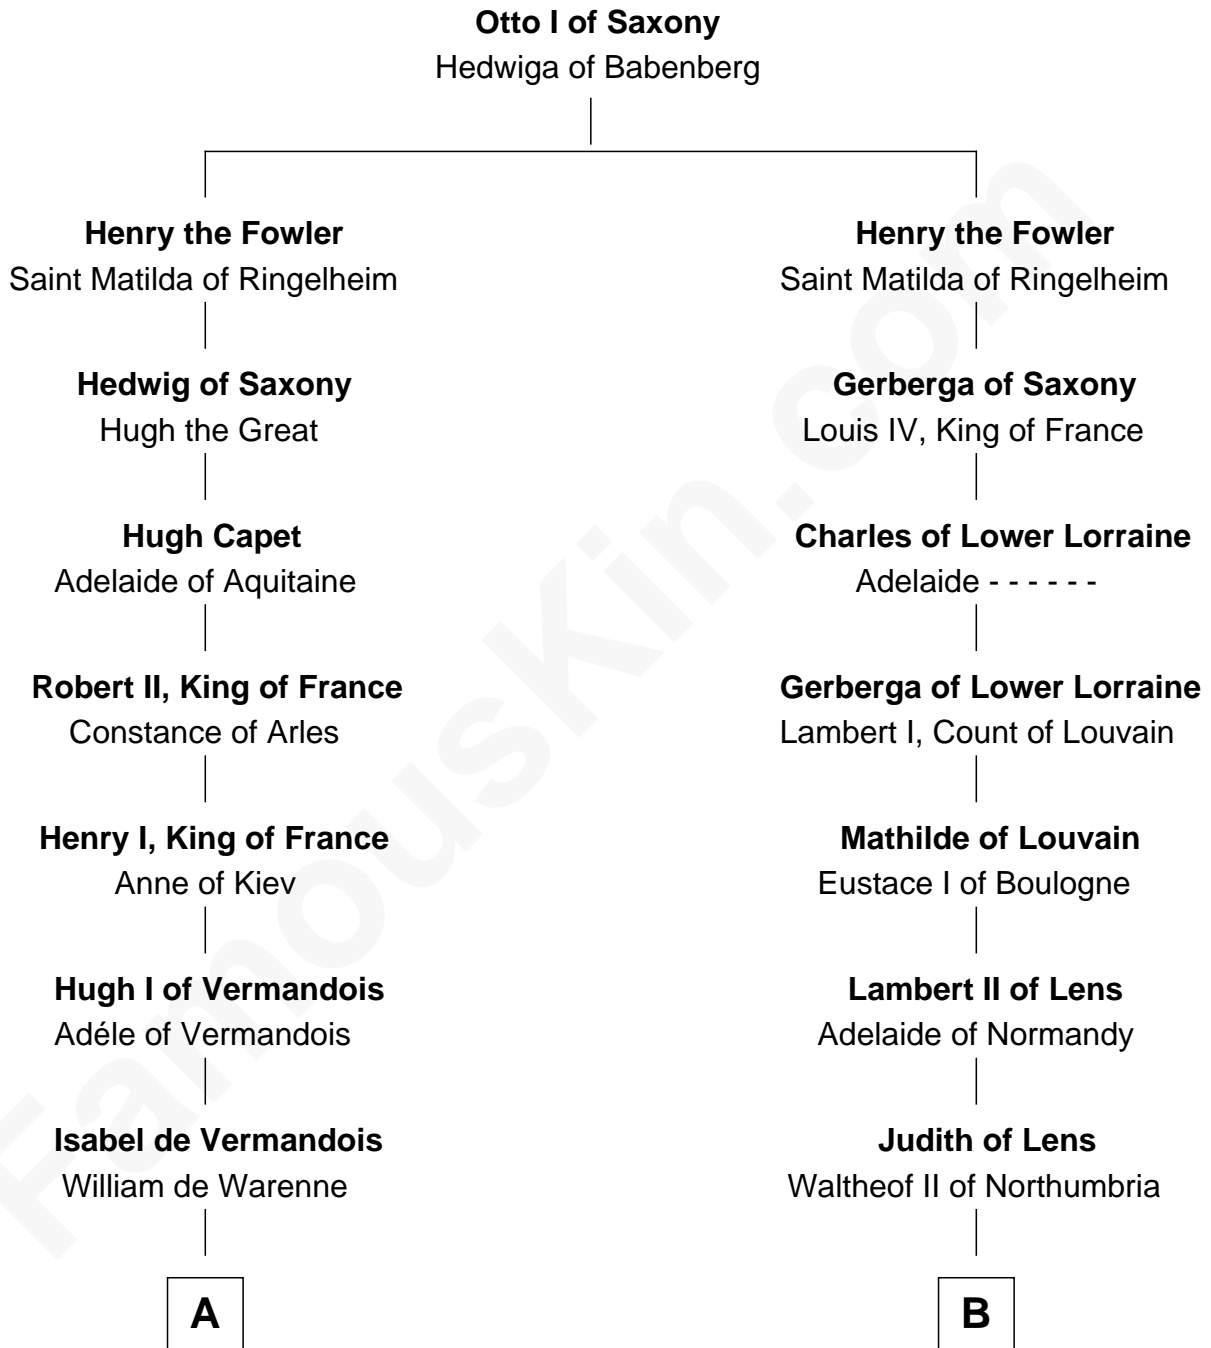 Otto I of Saxony
Hedwiga of Babenberg
Henry the Fowler
Saint Matilda of Ringelheim
Hedwig of Saxony
Hugh the Great
Hugh Capet
Adelaide of Aquitaine
Robert II, King of France
Constance of Arles
Henry I, King of France
Anne of Kiev
Hugh I of Vermandois
Adéle of Vermandois
Isabel de Vermandois
William de Warenne
A
Henry the Fowler
Saint Matilda of Ringelheim
Gerberga of Saxony
Louis IV, King of France
Charles of Lower Lorraine
Adelaide - - - - - -
Gerberga of Lower Lorraine
Lambert I, Count of Louvain
Mathilde of Louvain
Eustace I of Boulogne
Lambert II of Lens
Adelaide of Normandy
Judith of Lens
Waltheof II of Northumbria
B
FamousKin.com